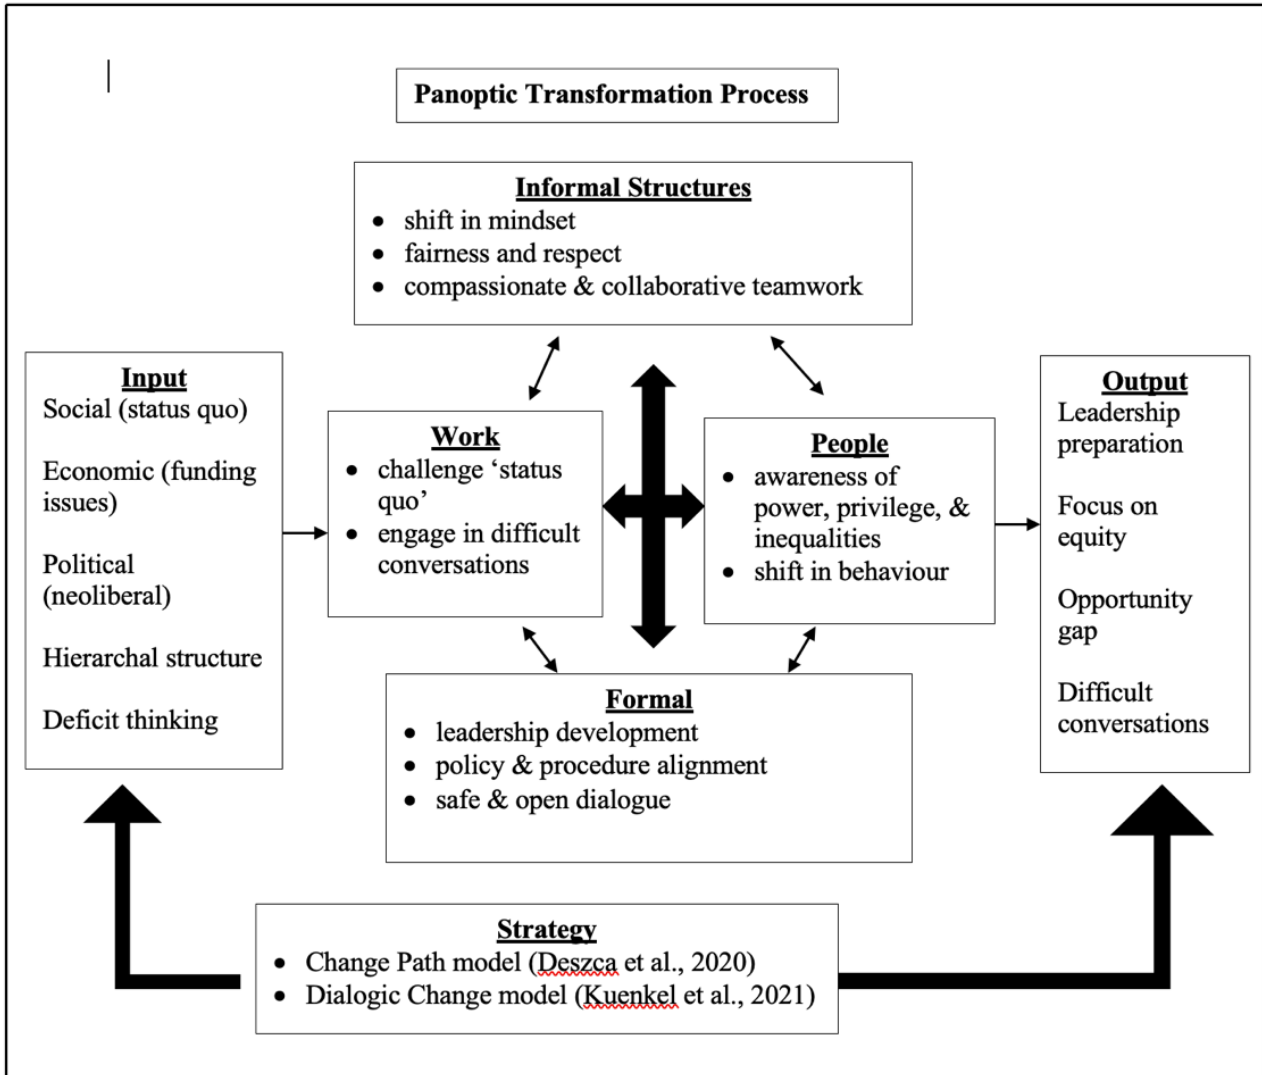 Panoptic Transformation Process
Informal Structures
• shift in mindset
• fairness and respect
• compassionate & collaborative teamwork
Input
Social (status quo)
Economic (funding
issues)
Political
(neoliberal)
Hierarchal structure
Deficit thinking
Work
• challenge ‘status
quo’
• engage in difficult
conversations
People
• awareness of
power, privilege, &
inequalities
• shift in behaviour
Output
Leadership
preparation
Focus on
equity
Opportunity
gap
Difficult
conversations
Formal
• leadership development
• policy & procedure alignment
• safe & open dialogue
Strategy
• Change Path model (Deszca et al., 2020)
• Dialogic Change model (Kuenkel et al., 2021)